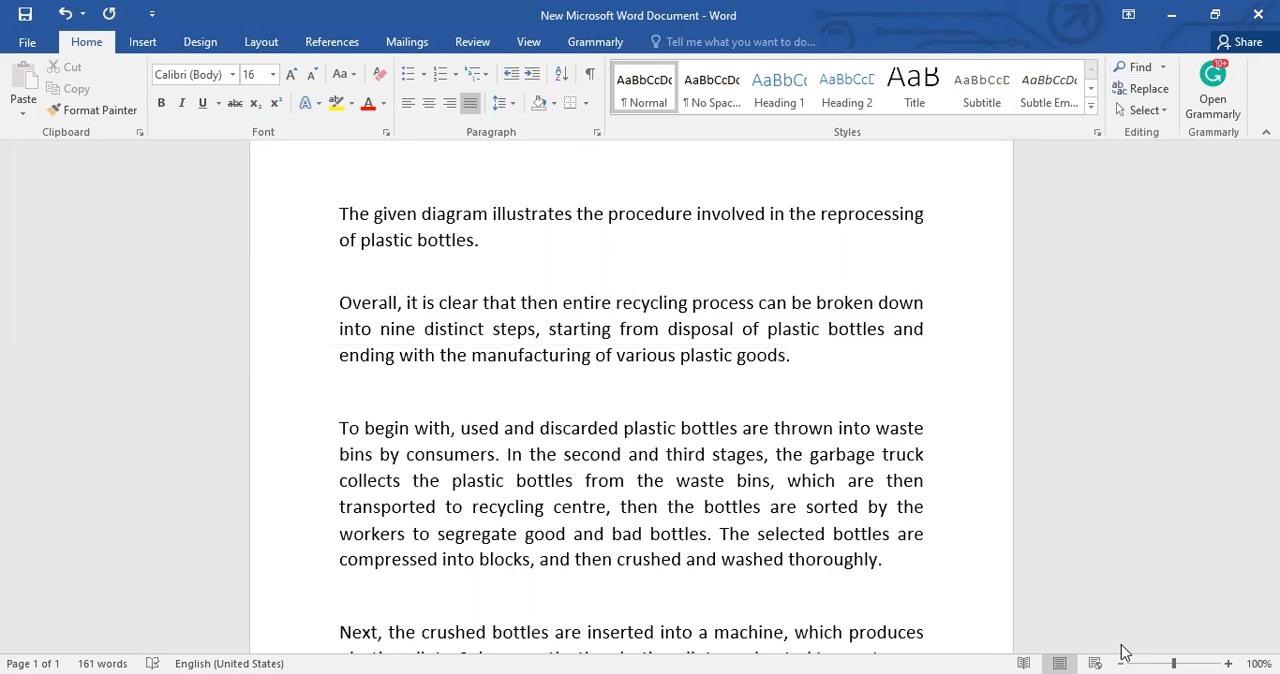 New Microsoft Word Document - Word
File Home Insert Design Layout References Mailings Review View Grammarly Tell me what you want to do... Share
Paste Cut Copy Format Painter
Calibri (Body) 16
AaBbCcDc AaBbCcDc AaBbCc AaBbCcD AaB AaBbCcD AaBbCcDc
¶ Normal ¶ No Spac... Heading 1 Heading 2 Title Subtitle Subtle Em...
Find Replace Select
10+
Open Grammarly
Clipboard Font Paragraph Styles Editing Grammarly
The given diagram illustrates the procedure involved in the reprocessing
of plastic bottles.
Overall, it is clear that then entire recycling process can be broken down
into nine distinct steps, starting from disposal of plastic bottles and
ending with the manufacturing of various plastic goods.
To begin with, used and discarded plastic bottles are thrown into waste
bins by consumers. In the second and third stages, the garbage truck
collects the plastic bottles from the waste bins, which are then
transported to recycling centre, then the bottles are sorted by the
workers to segregate good and bad bottles. The selected bottles are
compressed into blocks, and then crushed and washed thoroughly.
Next, the crushed bottles are inserted into a machine, which produces
Page 1 of 1 161 words English (United States) 100%